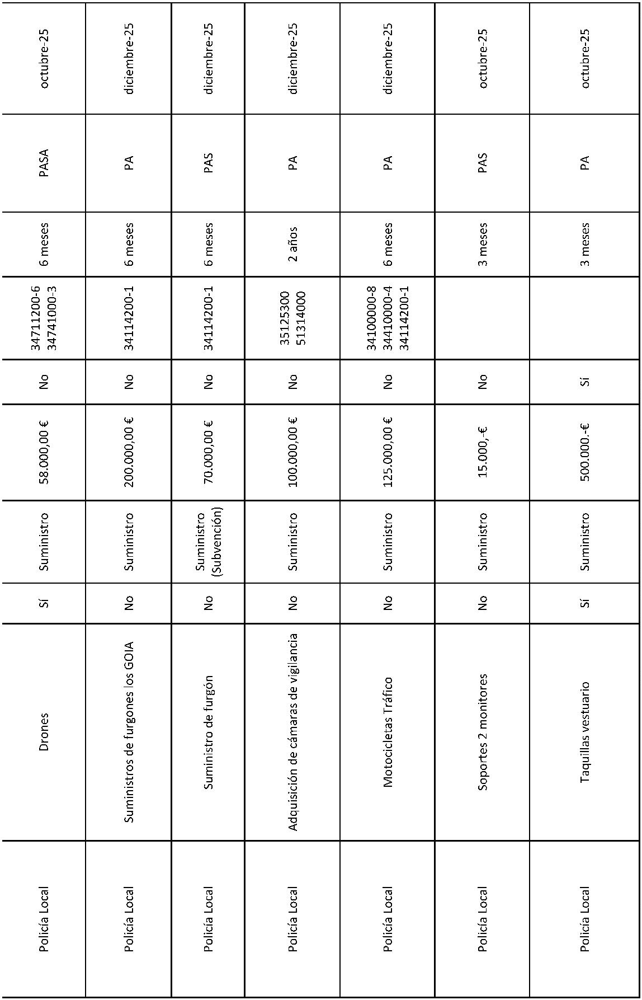 Policía Local
Drones
Sí
Suministro
58.000,00 €
No
34711200-6
34741000-3
6 meses
PASA
octubre-25
Policía Local
Suministros de furgones los GOIA
No
Suministro
200.000,00 €
No
34114200-1
6 meses
PA
diciembre-25
Policía Local
Suministro de furgón
No
Suministro
(Subvención)
70.000,00 €
No
34114200-1
6 meses
PAS
diciembre-25
Policía Local
Adquisición de cámaras de vigilancia
No
Suministro
100.000,00 €
No
35125300
51314000
2 años
PA
diciembre-25
Policía Local
Motocicletas Tráfico
No
Suministro
125.000,00 €
No
34100000-8
34410000-4
34114200-1
6 meses
PA
diciembre-25
Policía Local
Soportes 2 monitores
No
Suministro
15.000,-€
No
3 meses
PAS
octubre-25
Policía Local
Taquillas vestuario
Sí
Suministro
500.000.-€
Sí
3 meses
PA
octubre-25